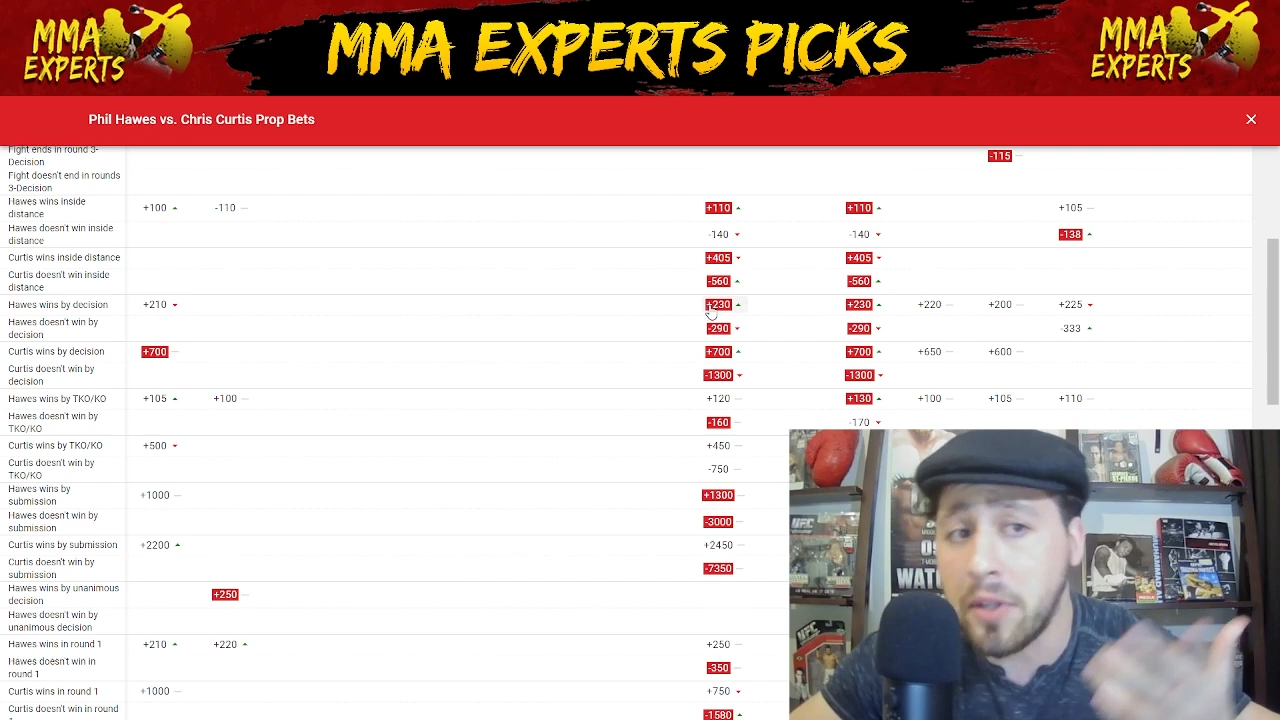 MMA
EXPERTS
MMA EXPERTS PICKS
MMA
EXPERTS
Phil Hawes vs. Chris Curtis Prop Bets
Fight ends in round 3-
Decision
-115
Fight doesn't end in rounds
3-Decision
Hawes wins inside
distance
+100 -110 +110 +110 +105
Hawes doesn't win inside
distance
-140 -140 -138
Curtis wins inside distance +405 +405
Curtis doesn't win inside
distance
-560 -560
Hawes wins by decision +210 +230 +230 +220 +200 +225
Hawes doesn't win by
decision
-290 -290 -333
Curtis wins by decision +700 +700 +700 +650 +600
Curtis doesn't win by
decision
-1300 -1300
Hawes wins by TKO/KO +105 +100 +120 +130 +100 +105 +110
Hawes doesn't win by
TKO/KO
-160 -170
Curtis wins by TKO/KO +500 +450
Curtis doesn't win by
TKO/KO
-750
Hawes wins by
submission
+1000 +1300
Hawes doesn't win by
submission
-3000
Curtis wins by submission +2200 +2450
Curtis doesn't win by
submission
-7350
Hawes wins by unanimous
decision
+250
Hawes doesn't win by
unanimous decision
Hawes wins in round 1 +210 +220 +250
Hawes doesn't win in
round 1
-350
Curtis wins in round 1 +1000 +750
Curtis doesn't win in round
-1580
UFC
WAT
MUHAMMAD